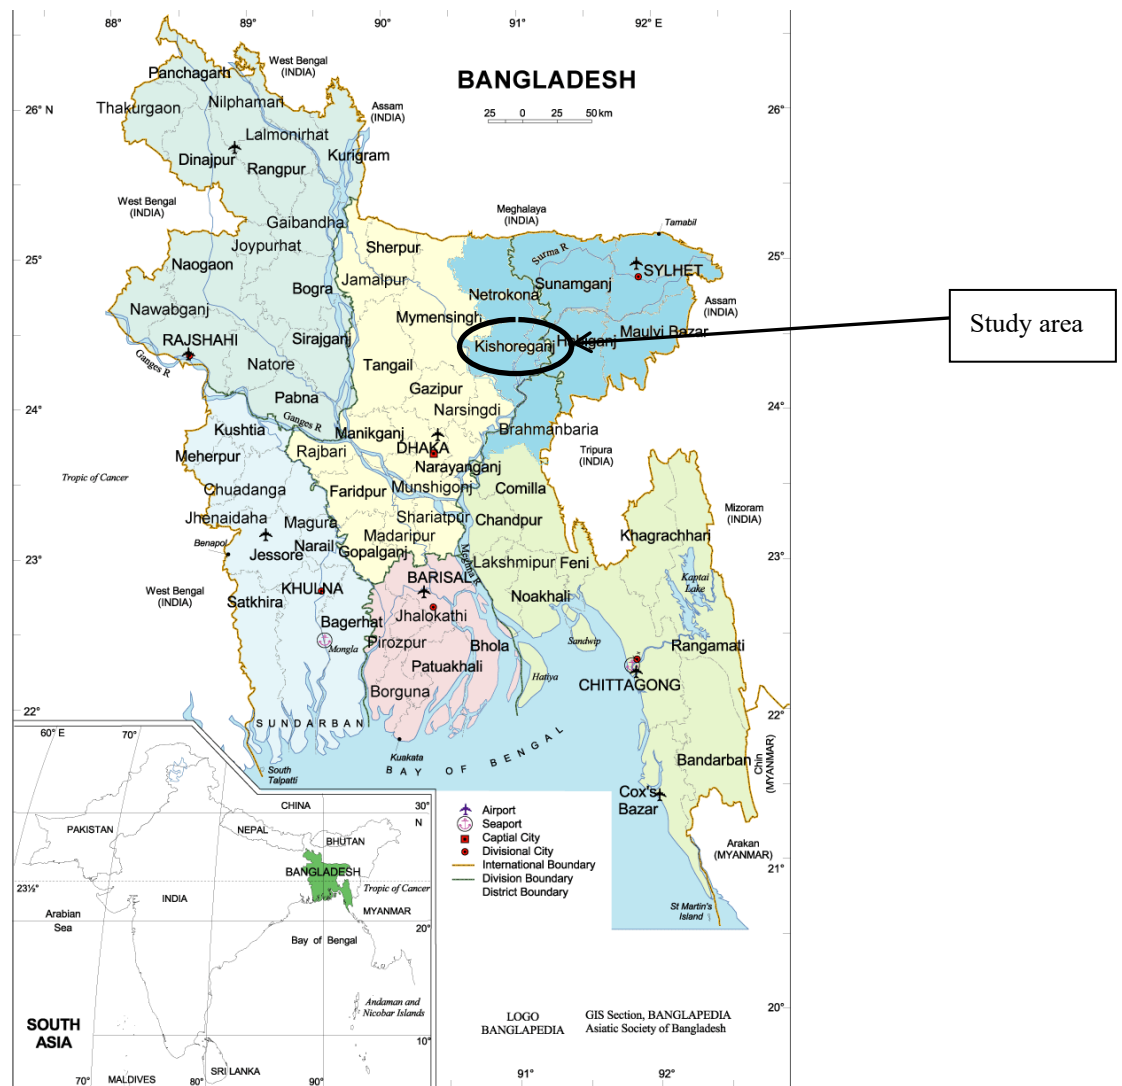 88°
89°
90°
91°
92° E
BANGLADESH
25 0 25 50 km
26° N
26°
25°
25°
24°
24°
23°
23°
22°
22°
21°
20°
91°
92°
West Bengal
(INDIA)
Assam
(INDIA)
West Bengal
(INDIA)
Meghalaya
(INDIA)
Tamabil
Assam
(INDIA)
Tripura
(INDIA)
Mizoram
(INDIA)
West Bengal
(INDIA)
Chin
(MYANMAR)
Arakan
(MYANMAR)
Panchagarh
Thakurgaon
Nilphamari
Lalmonirhat
Dinajpur
Rangpur
Kurigram
Gaibandha
Joypurhat
Naogaon
Bogra
Nawabganj
RAJSHAHI
Sirajganj
Natore
Pabna
Ganges R
Ganges R
Sherpur
Jamalpur
Mymensingh
Netrokona
Kishoreganj
Tangail
Gazipur
Narsingdi
Manikganj
DHAKA
Narayanganj
Munshigonj
Rajbari
Faridpur
Shariatpur
Madaripur
Gopalganj
Surma R
SYLHET
Sunamganj
Maulvi Bazar
Habiganj
Study area
Brahmanbaria
Kushtia
Meherpur
Tropic of Cancer
Chuadanga
Jhenaidaha
Magura
Benapol
Jessore
Narail
KHULNA
Satkhira
Bagerhat
Mongla
SUNDARBAN
South
Talpatti
BARISAL
Jhalokathi
Pirozpur
Bhola
Patuakhali
Borguna
Kuakata
Meghna R
BAY OF BENGAL
Comilla
Chandpur
Lakshmipur
Feni
Noakhali
Hatiya
Sandwip
Khagrachhari
Kaptai
Lake
Rangamati
CHITTAGONG
Bandarban
Cox's
Bazar
St Martin's
Island
Airport
Seaport
Captial City
Divisional City
International Boundary
Division Boundary
District Boundary
LOGO
BANGLAPEDIA
GIS Section, BANGLAPEDIA
Asiatic Society of Bangladesh
60° E
70°
CHINA
30°
N
PAKISTAN
NEPAL
BHUTAN
BANGLADESH
23½°
Tropic of Cancer
INDIA
MYANMAR
Arabian
Sea
20°
Bay of Bengal
Andaman and
Nicobar Islands
SOUTH
ASIA
10°
SRI LANKA
MALDIVES
70°
80°
90°